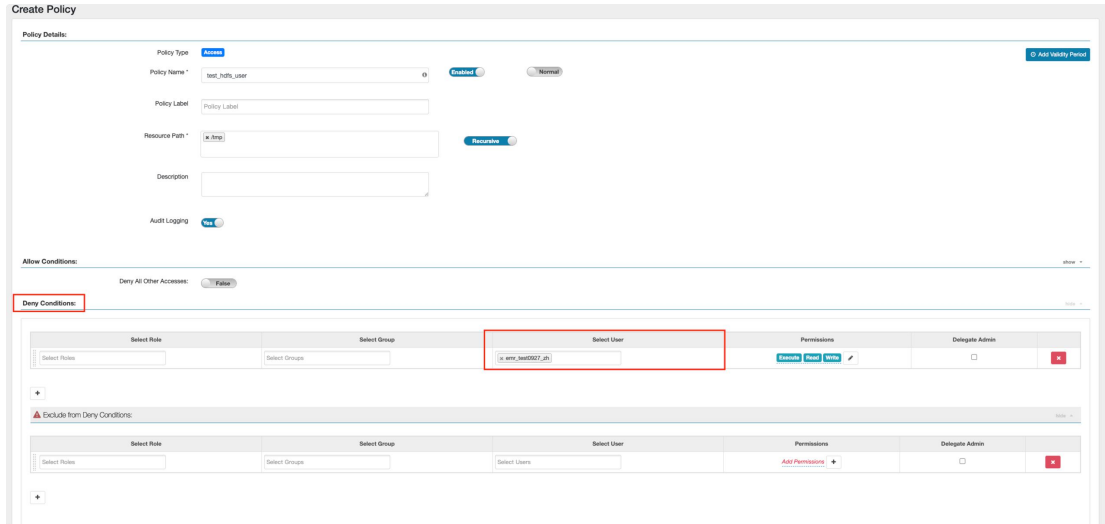 Create Policy
Policy Details:
Policy Type Access
Add Validity Period
Policy Name * test_hdfs_user Enabled Normal
Policy Label Policy Label
Resource Path * × /tmp Recursive
Description
Audit Logging Yes
Allow Conditions: show
Deny All Other Accesses: False
Deny Conditions: hide
Select Role Select Group Select User Permissions Delegate Admin
Select Roles Select Groups × emr_test0927_zh Execute Read Write ×
+
Exclude from Deny Conditions: hide
Select Role Select Group Select User Permissions Delegate Admin
Select Roles Select Groups Select Users Add Permissions + ×
+